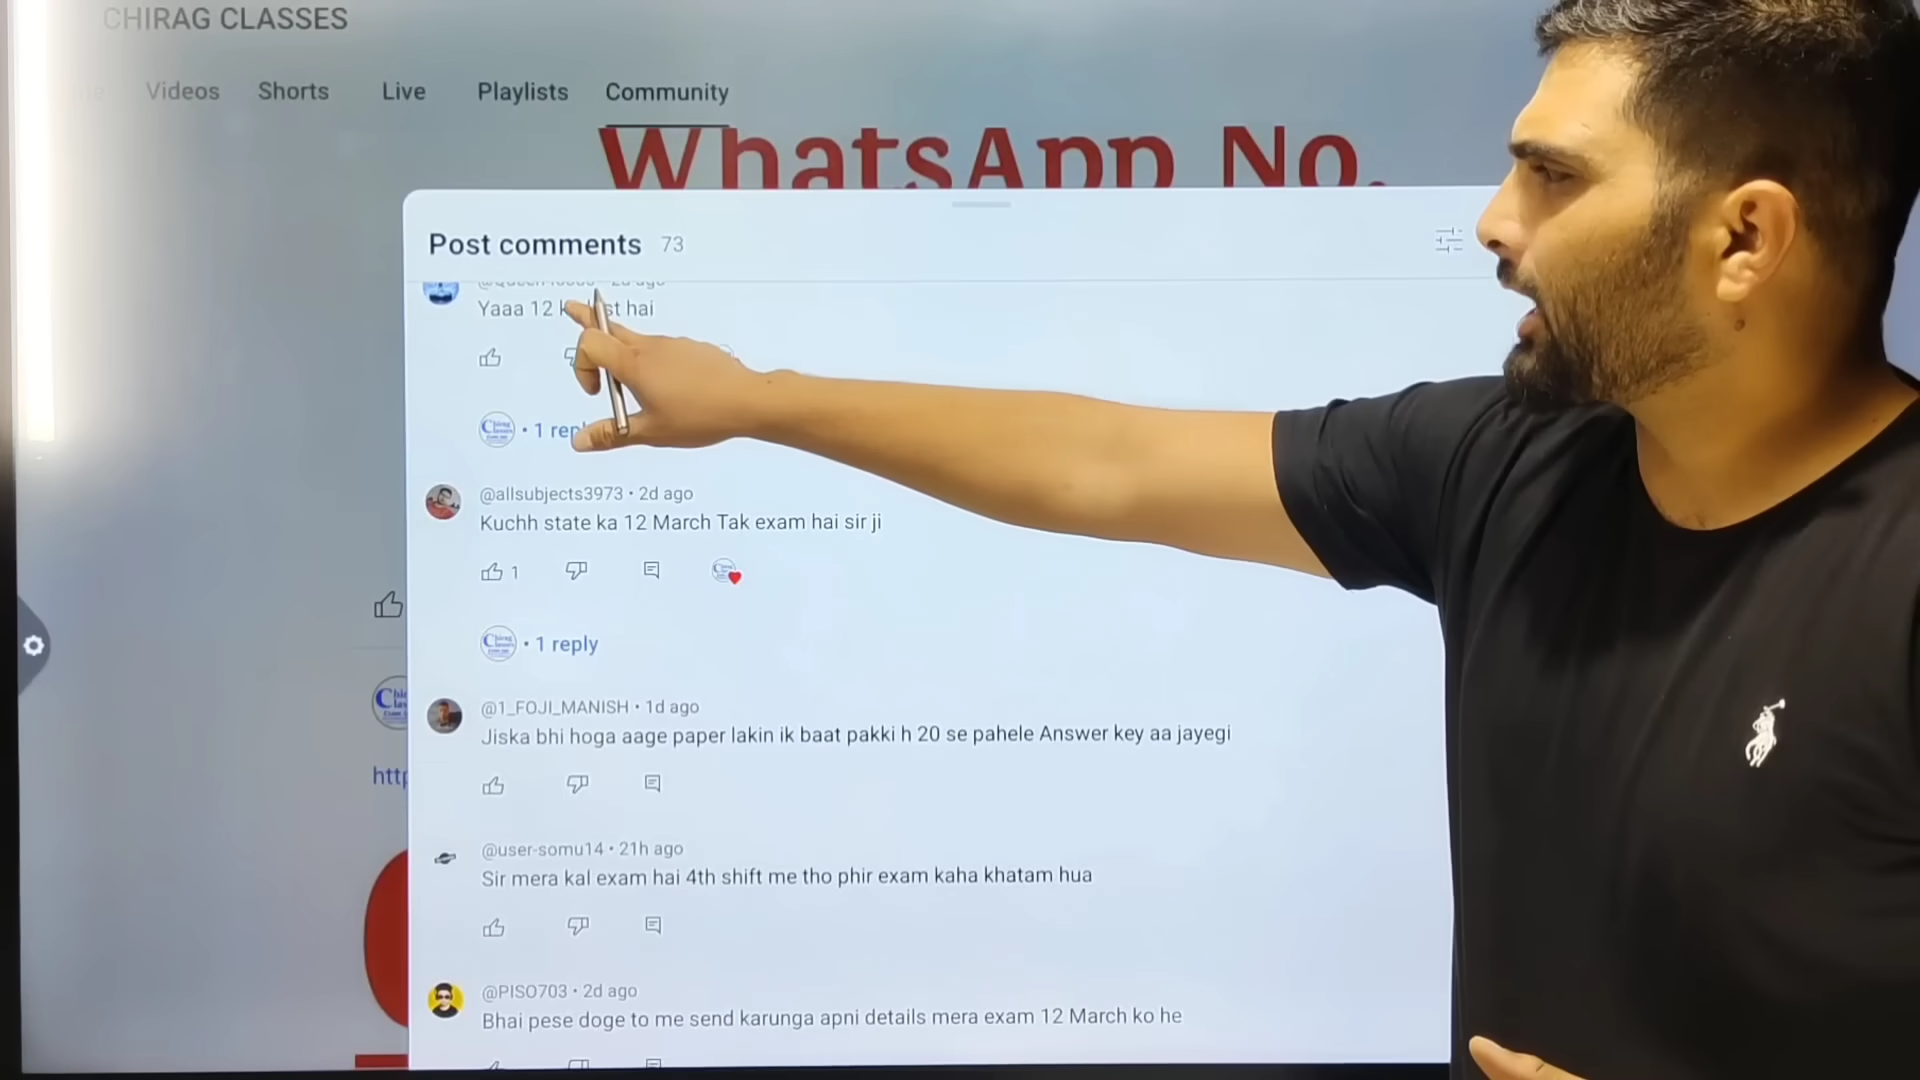 CHIRAG CLASSES
Videos Shorts Live Playlists Community
WhatsApp No.
Post comments 73
2d ago
Yaaa 12 hai
1
@allsubjects3973 • 2d ago
Kuchh state ka 12 March Tak exam hai sir ji
1
Chirag Classes • 1 reply
@1_FOJI_MANISH • 1d ago
Jiska bhi hoga aage paper lakin ik baat pakki h 20 se pahele Answer key aa jayegi
@user-somu14 • 21h ago
Sir mera kal exam hai 4th shift me tho phir exam kaha khatam hua
@PISO703 • 2d ago
Bhai pese doge to me send karunga apni details mera exam 12 March ko he